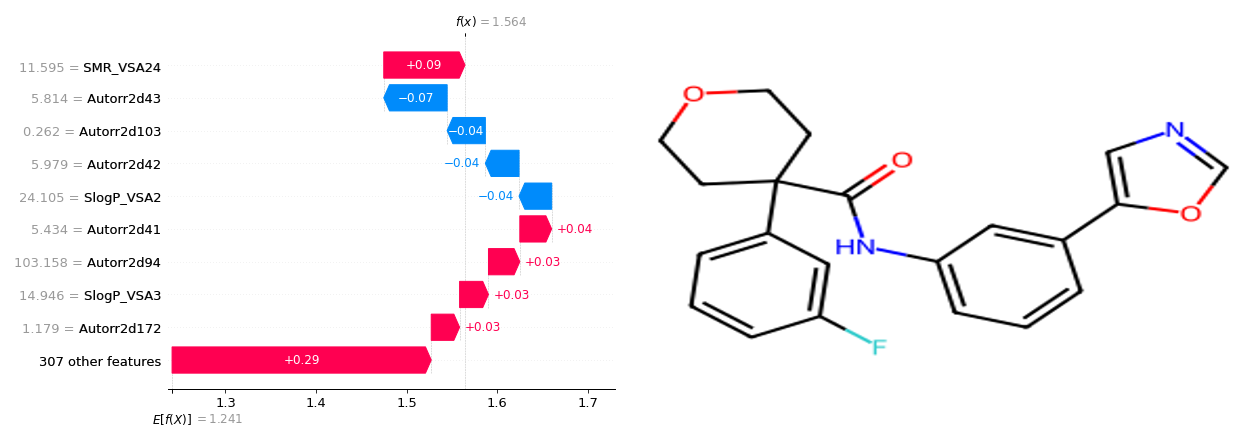 f(x) = 1.564
11.595 = SMR_VSA24 +0.09
5.814 = Autorr2d43 −0.07
0.262 = Autorr2d103 −0.04
5.979 = Autorr2d42 −0.04
24.105 = SlogP_VSA2 −0.04
5.434 = Autorr2d41 +0.04
103.158 = Autorr2d94 +0.03
14.946 = SlogP_VSA3 +0.03
1.179 = Autorr2d172 +0.03
307 other features +0.29
1.3 1.4 1.5 1.6 1.7
E[f(X)] = 1.241
O
O
N
HN
O
F